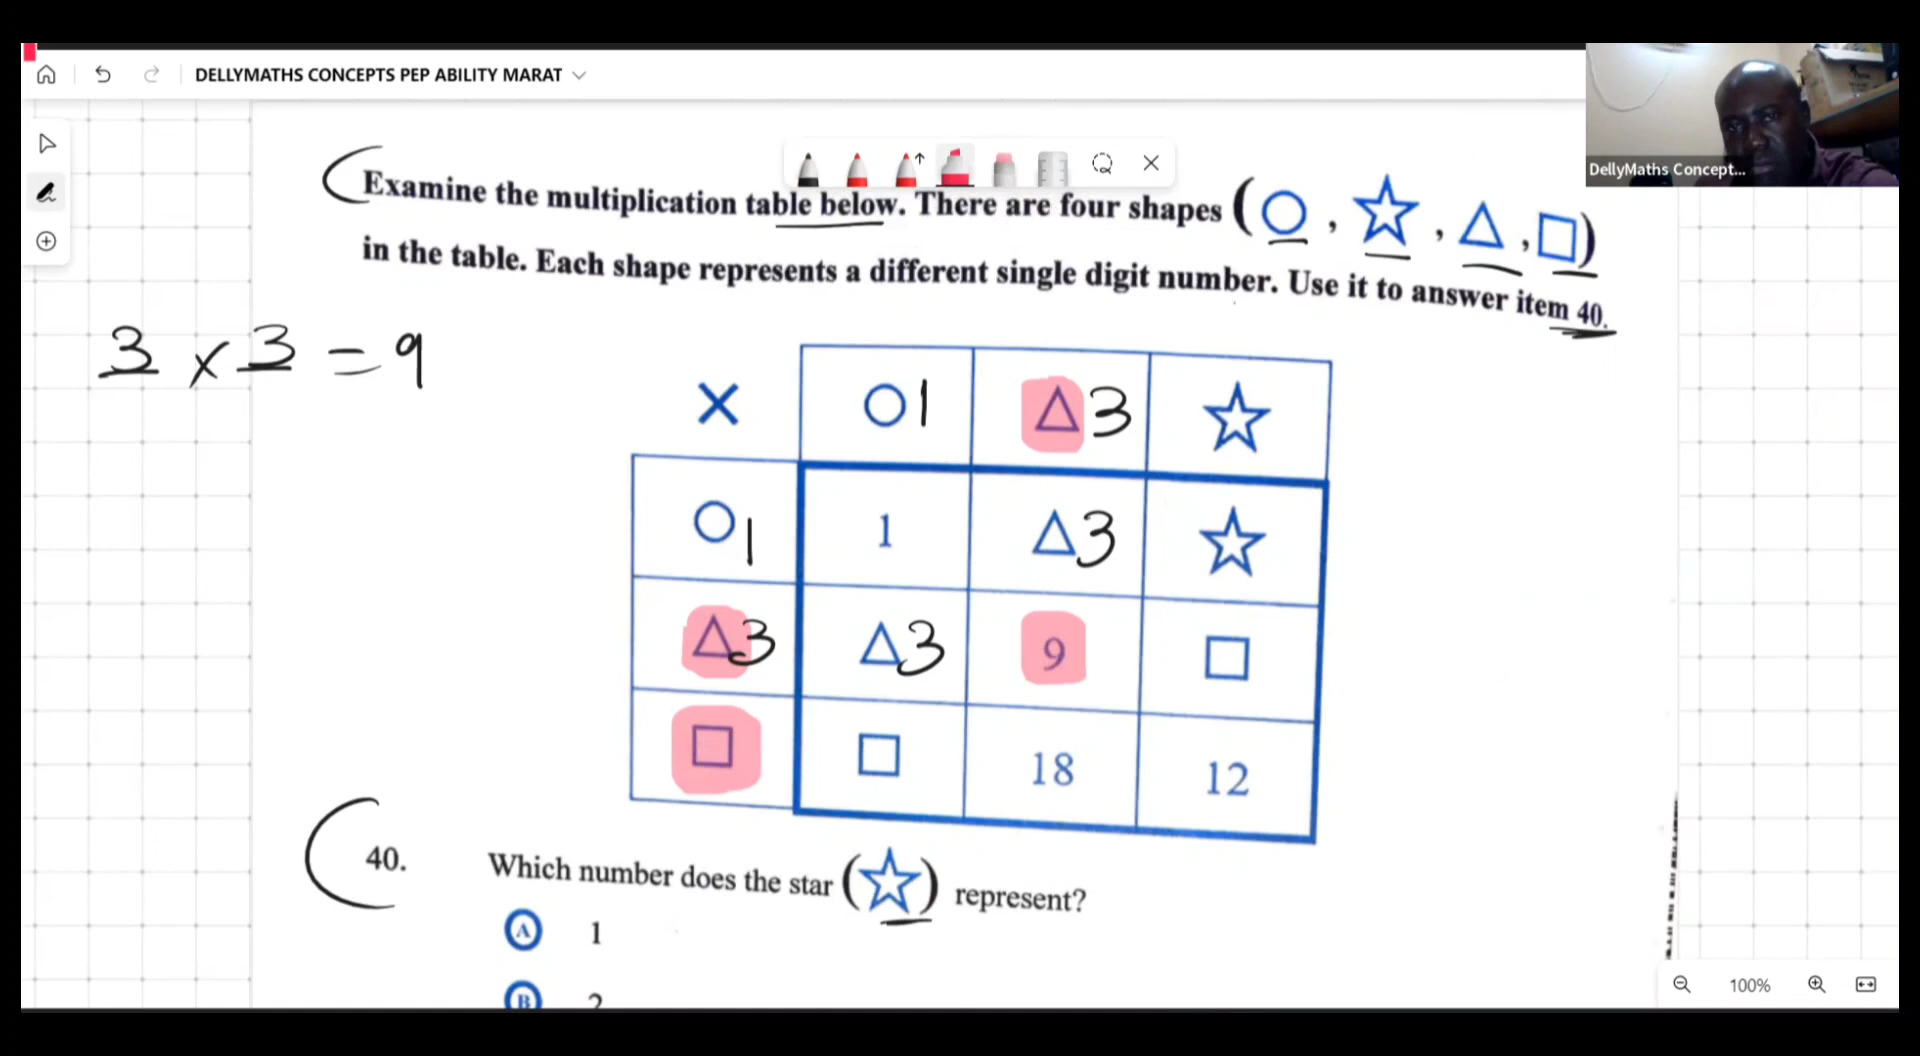 DELLYMATHS CONCEPTS PEP ABILITY MARAT
DellyMaths Concept...
Examine the multiplication table below. There are four shapes (○, ☆, △, □)
in the table. Each shape represents a different single digit number. Use it to answer item 40.
3 × 3 = 9
× ○1 △3 ☆
○1 1 △3 ☆
△3 △3 9 □
□ □ 18 12
40. Which number does the star (☆) represent?
A 1
B 2
100%